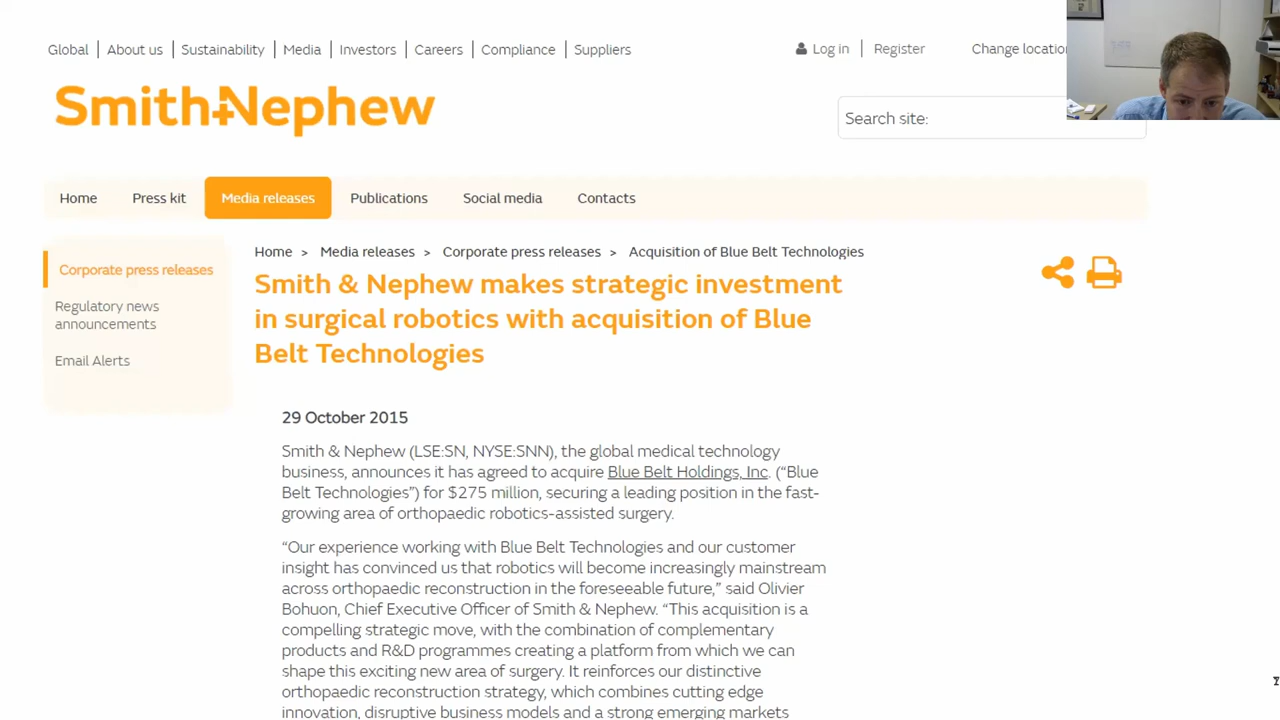 Global About us Sustainability Media Investors Careers Compliance Suppliers
Log in Register Change location
Smith+Nephew
Search site:
Home Press kit Media releases Publications Social media Contacts
Corporate press releases
Regulatory news
announcements
Email Alerts
Home > Media releases > Corporate press releases > Acquisition of Blue Belt Technologies
Smith & Nephew makes strategic investment
in surgical robotics with acquisition of Blue
Belt Technologies
29 October 2015
Smith & Nephew (LSE:SN, NYSE:SNN), the global medical technology
business, announces it has agreed to acquire Blue Belt Holdings, Inc. (“Blue
Belt Technologies”) for $275 million, securing a leading position in the fast-
growing area of orthopaedic robotics-assisted surgery.
“Our experience working with Blue Belt Technologies and our customer
insight has convinced us that robotics will become increasingly mainstream
across orthopaedic reconstruction in the foreseeable future,” said Olivier
Bohuon, Chief Executive Officer of Smith & Nephew. “This acquisition is a
compelling strategic move, with the combination of complementary
products and R&D programmes creating a platform from which we can
shape this exciting new area of surgery. It reinforces our distinctive
orthopaedic reconstruction strategy, which combines cutting edge
innovation, disruptive business models and a strong emerging markets